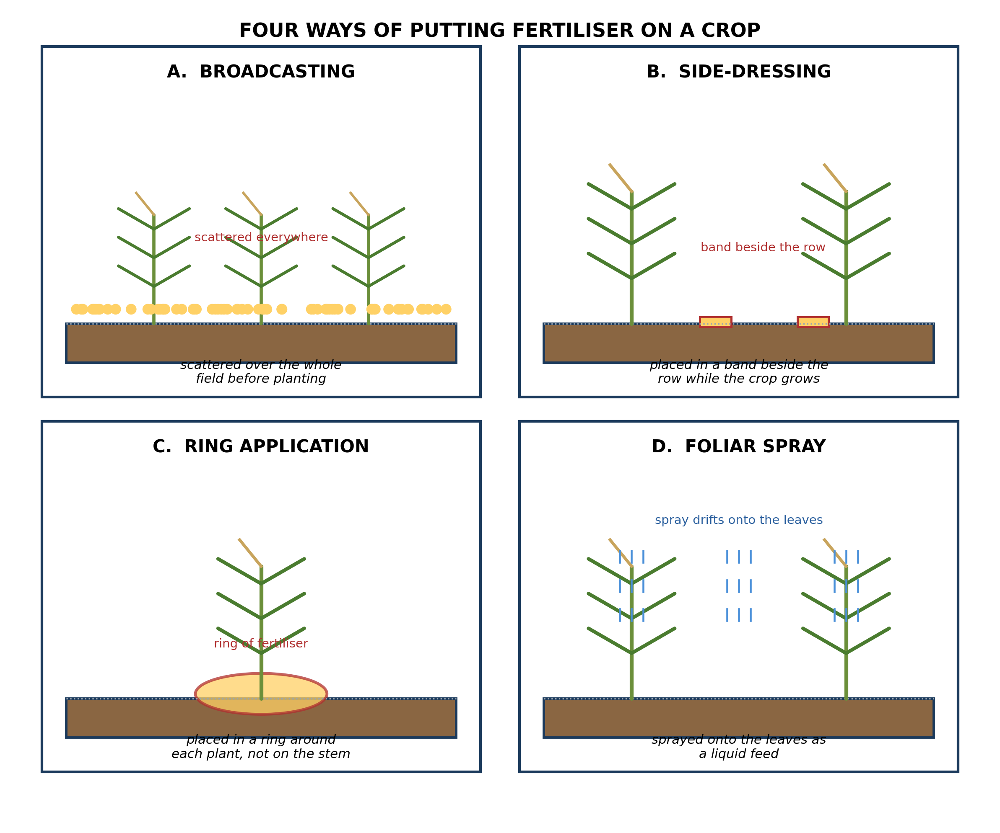 FOUR WAYS OF PUTTING FERTILISER ON A CROP
A. BROADCASTING
scattered everywhere
scattered over the whole
field before planting
B. SIDE-DRESSING
band beside the row
placed in a band beside the
row while the crop grows
C. RING APPLICATION
ring of fertiliser
placed in a ring around
each plant, not on the stem
D. FOLIAR SPRAY
spray drifts onto the leaves
sprayed onto the leaves as
a liquid feed